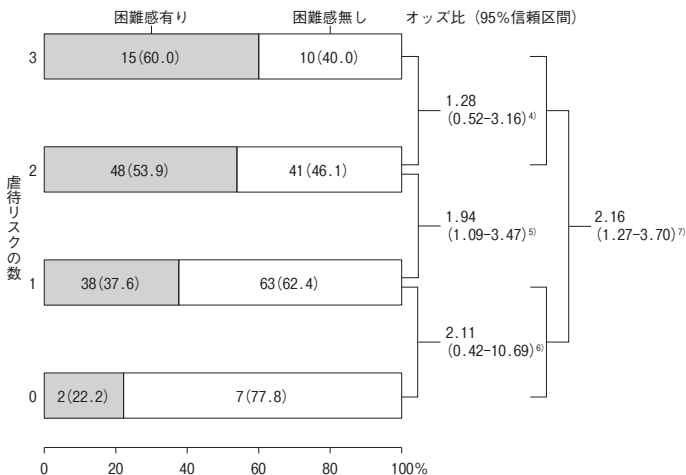 困難感有り 困難感無し オッズ比（95%信頼区間）
3 15(60.0) 10(40.0)
1.28
(0.52-3.16)4)
2 48(53.9) 41(46.1)
虐待リスクの数
1.94
(1.09-3.47)5)
2.16
(1.27-3.70)7)
1 38(37.6) 63(62.4)
2.11
(0.42-10.69)6)
0 2(22.2) 7(77.8)
0 20 40 60 80 100%